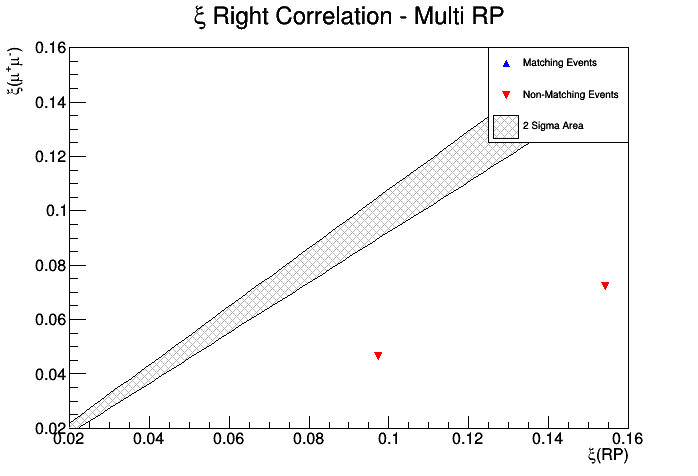 ξ Right Correlation - Multi RP
ξ(μ⁺μ⁻)
0.16
0.14
0.12
0.1
0.08
0.06
0.04
0.02
Matching Events
Non-Matching Events
2 Sigma Area
0.02 0.04 0.06 0.08 0.1 0.12 0.14 0.16
ξ(RP)